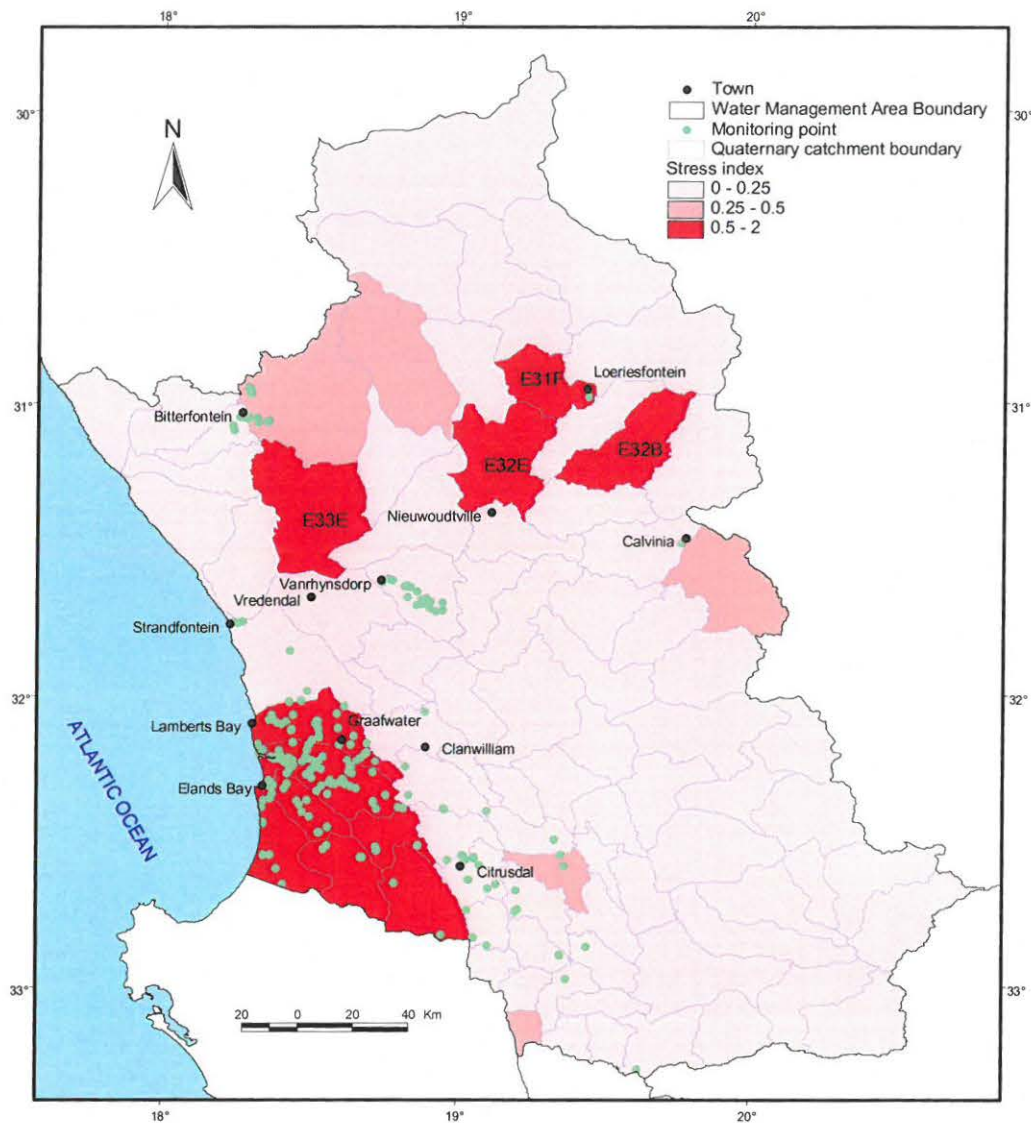 18°
19°
20°
30°
30°
N
Town
Water Management Area Boundary
Monitoring point
Quaternary catchment boundary
Stress index
0 - 0.25
0.25 - 0.5
0.5 - 2
31°
31°
E31F
Loeriesfontein
Bitterfontein
E32E
E32B
E33E
Nieuwoudtville
Calvinia
Vanrhynsdorp
Vredendal
Strandfontein
32°
32°
Lamberts Bay
Graafwater
Clanwilliam
Elands Bay
ATLANTIC OCEAN
Citrusdal
33°
33°
20 0 20 40 Km
18°
19°
20°